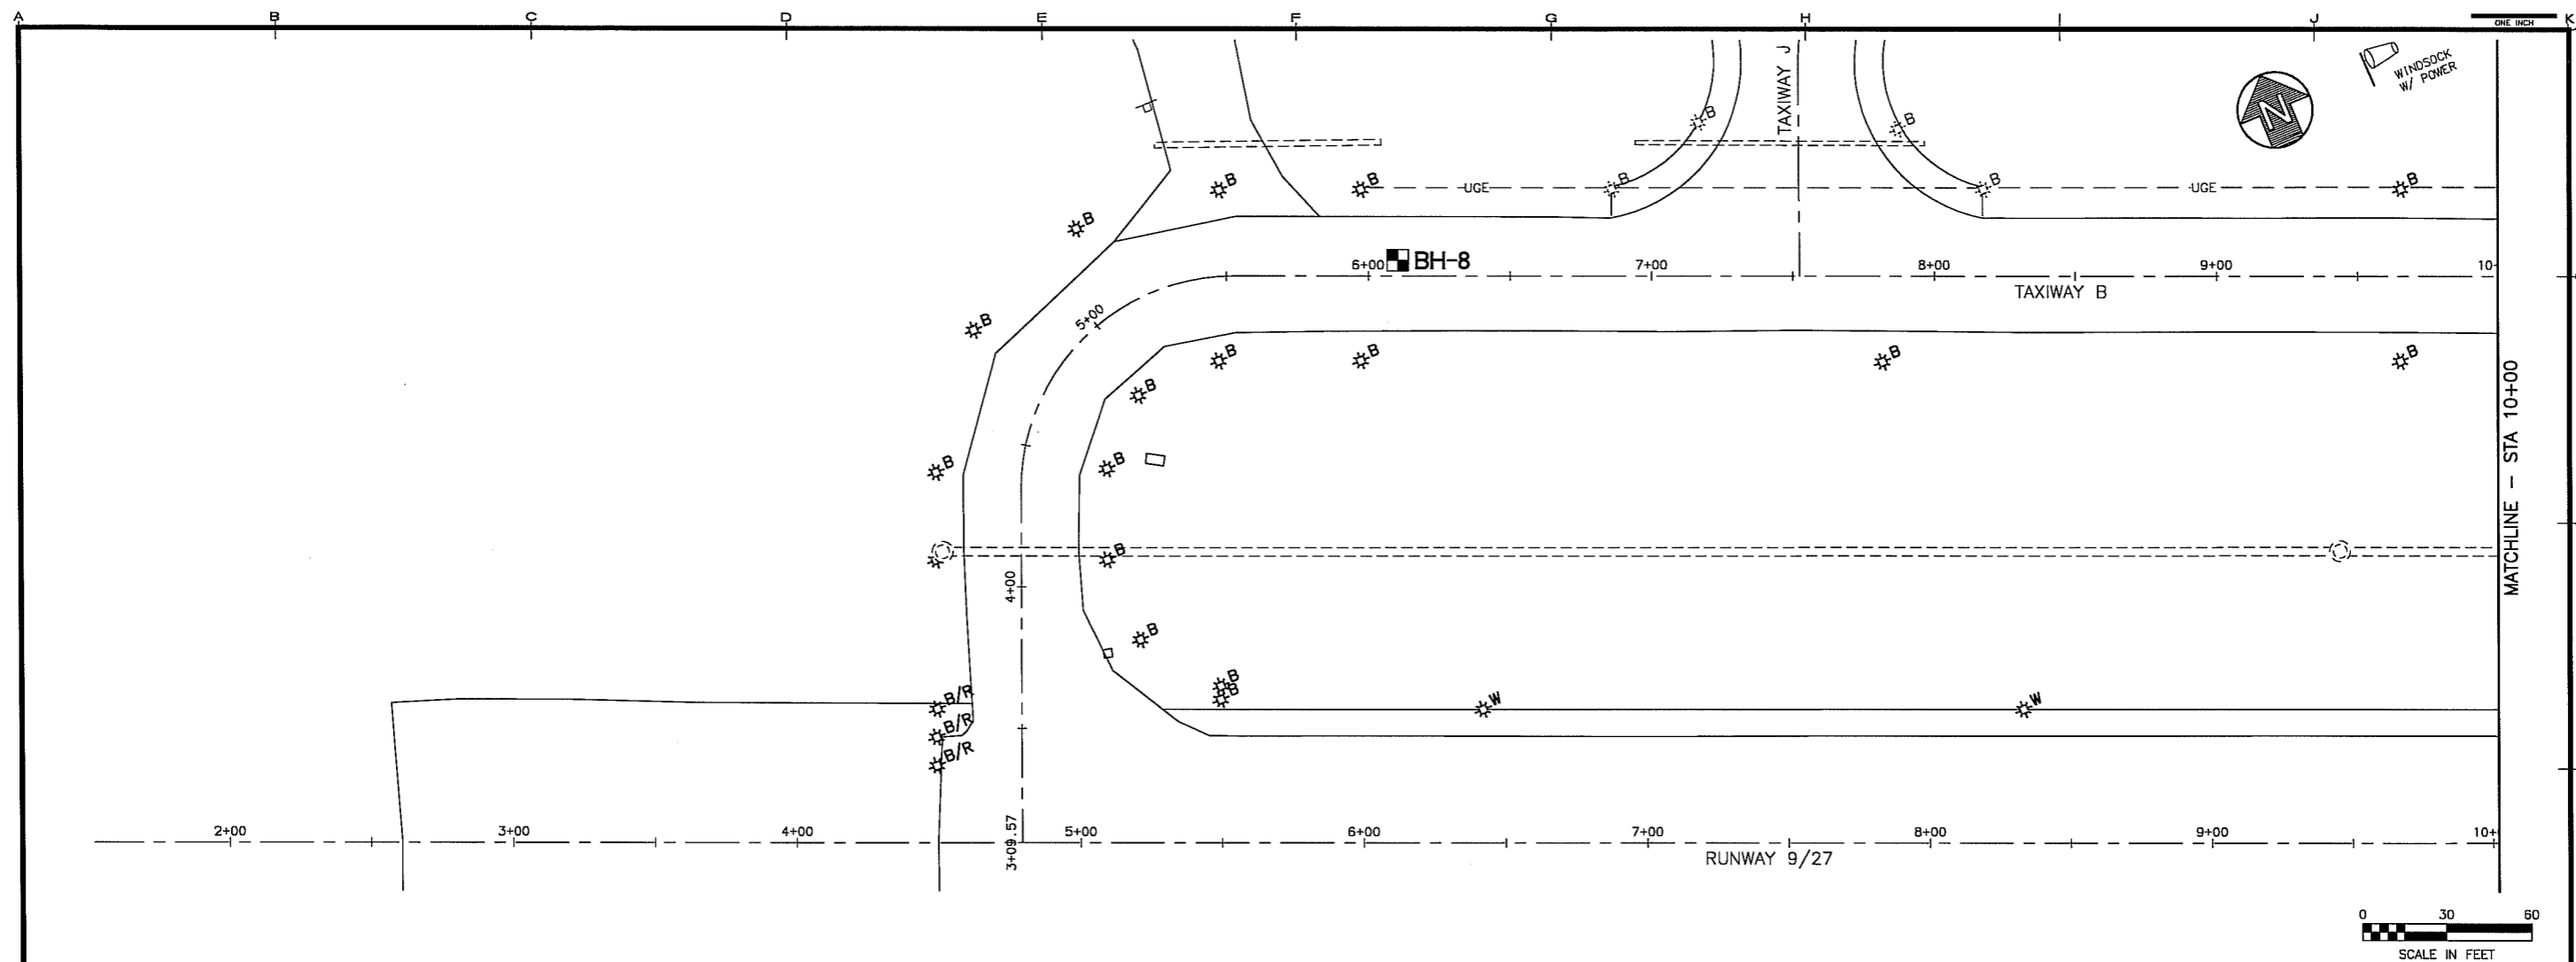 A B C D E F G H I J K
ONE INCH
WINDSOCK
W/ POWER
N
TAXIWAY J
B
B
B
B
UGE
B
B
UGE
B
B
6+00
BH-8
7+00
8+00
9+00
10
TAXIWAY B
5+00
B
B
B
B
B
B
MATCHLINE - STA 10+00
B
B
B
4+00
B
B
B
B/R
B/R
B/R
W
W
3+09.57
2+00
3+00
4+00
5+00
6+00
7+00
8+00
9+00
10+
RUNWAY 9/27
0 30 60
SCALE IN FEET